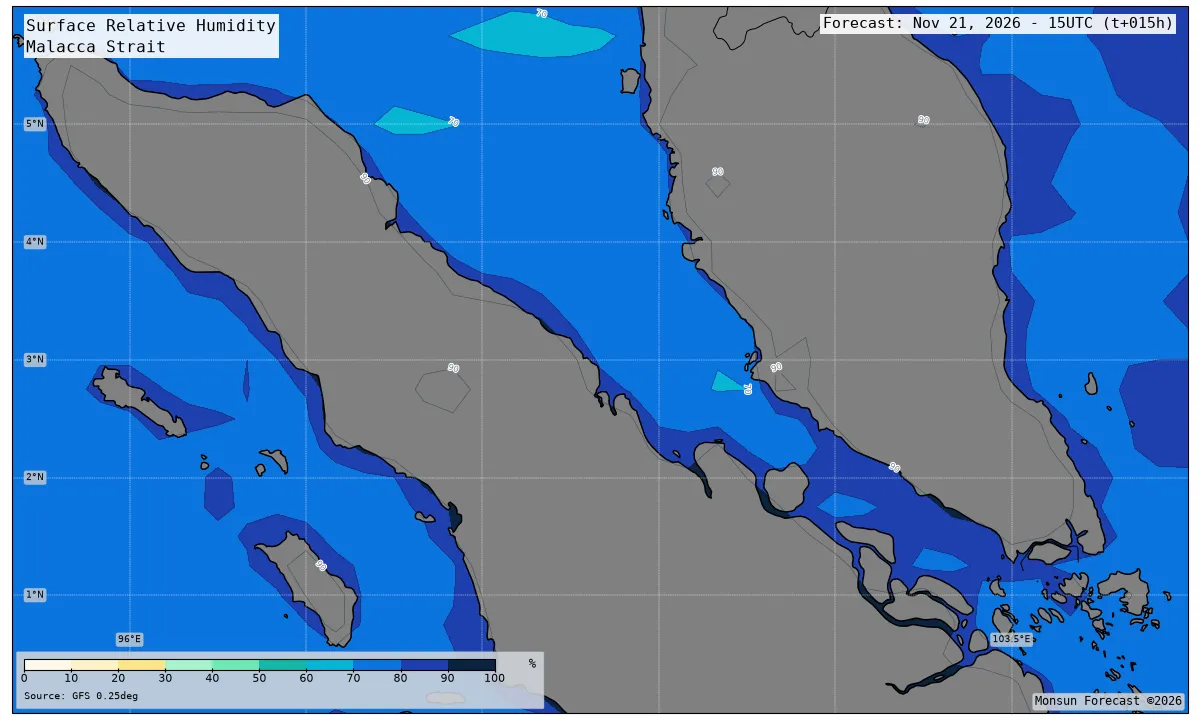 Surface Relative Humidity
Malacca Strait
Forecast: Nov 21, 2026 - 15UTC (t+015h)
70
70
90
5°N
90
90
4°N
3°N
90
90
70
90
2°N
90
1°N
96°E
103.5°E
%
0 10 20 30 40 50 60 70 80 90 100
Source: GFS 0.25deg
Monsun Forecast ©2026